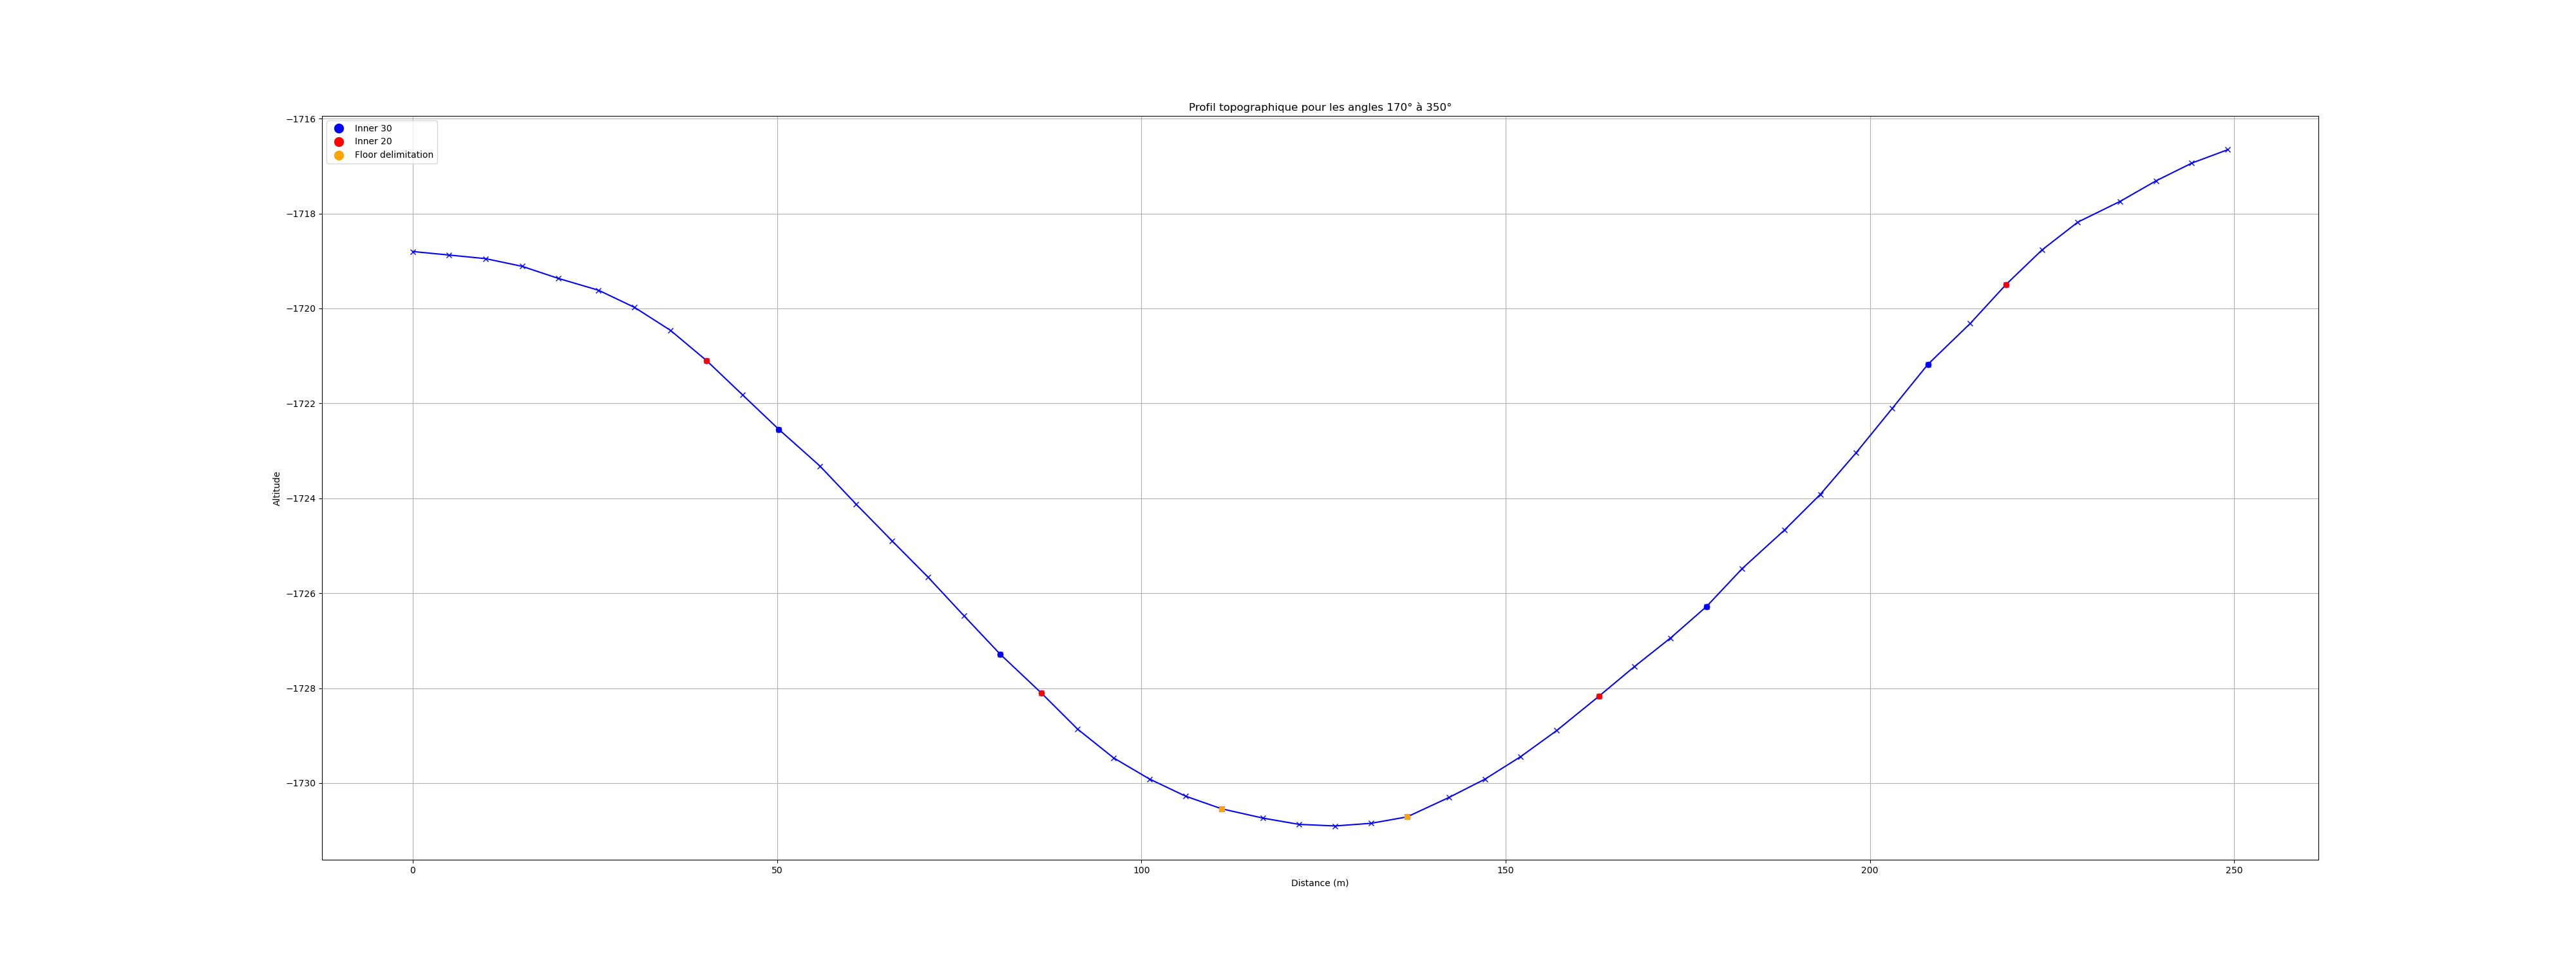 Profil topographique pour les angles 170° à 350°
Inner 30
Inner 20
Floor delimitation
Altitude
−1716
−1718
−1720
−1722
−1724
−1726
−1728
−1730
0 50 100 150 200 250
Distance (m)